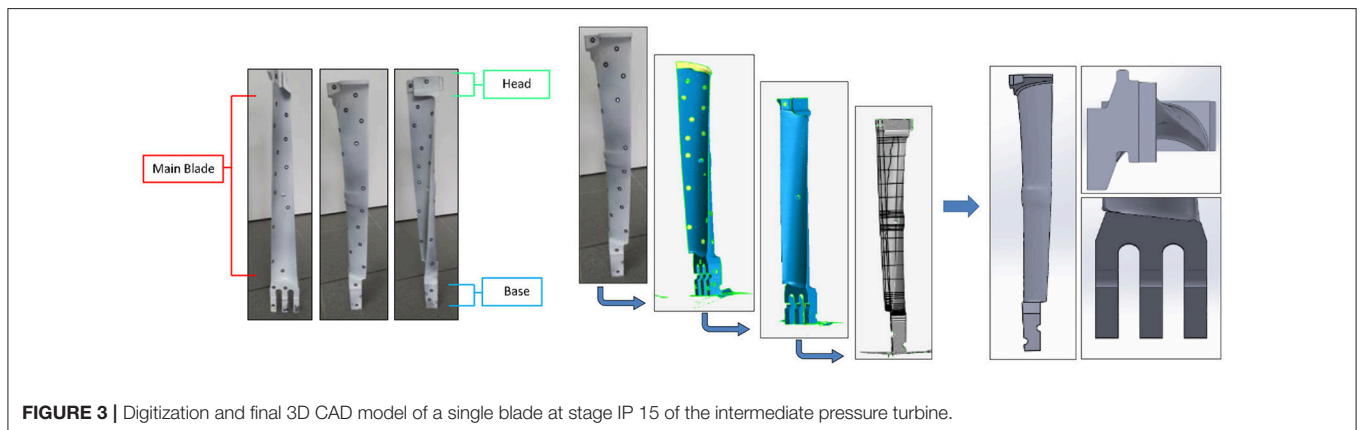 Head
Main Blade
Base
FIGURE 3 | Digitization and final 3D CAD model of a single blade at stage IP 15 of the intermediate pressure turbine.